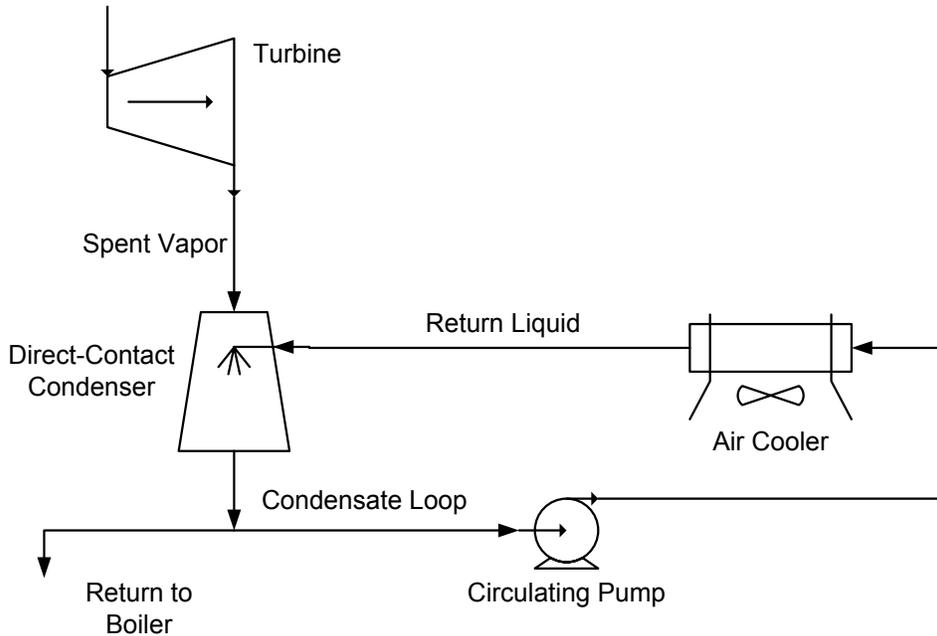 Turbine
Spent Vapor
Return Liquid
Direct-Contact
Condenser
Air Cooler
Condensate Loop
Return to
Boiler
Circulating Pump